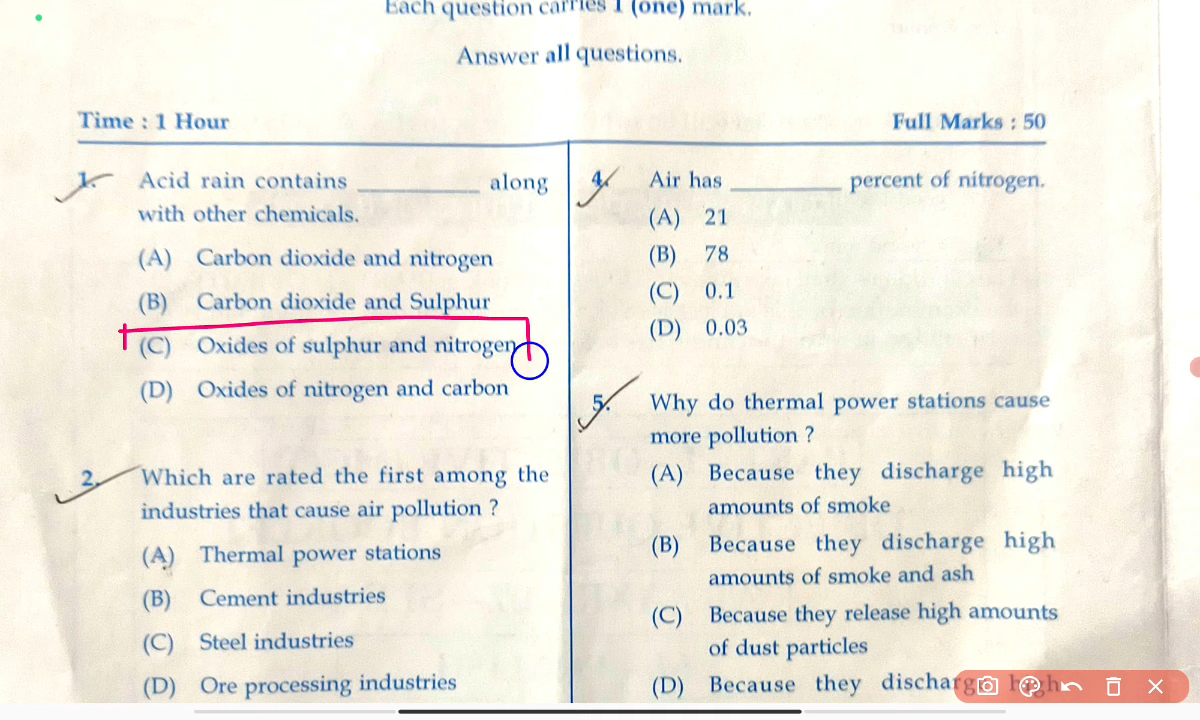 Each question carries 1 (one) mark.
Answer all questions.
Time : 1 Hour
Full Marks : 50
1. Acid rain contains __________ along
with other chemicals.
(A) Carbon dioxide and nitrogen
(B) Carbon dioxide and Sulphur
(C) Oxides of sulphur and nitrogen
(D) Oxides of nitrogen and carbon
2. Which are rated the first among the
industries that cause air pollution ?
(A) Thermal power stations
(B) Cement industries
(C) Steel industries
(D) Ore processing industries
4. Air has __________ percent of nitrogen.
(A) 21
(B) 78
(C) 0.1
(D) 0.03
5. Why do thermal power stations cause
more pollution ?
(A) Because they discharge high
amounts of smoke
(B) Because they discharge high
amounts of smoke and ash
(C) Because they release high amounts
of dust particles
(D) Because they discharge high